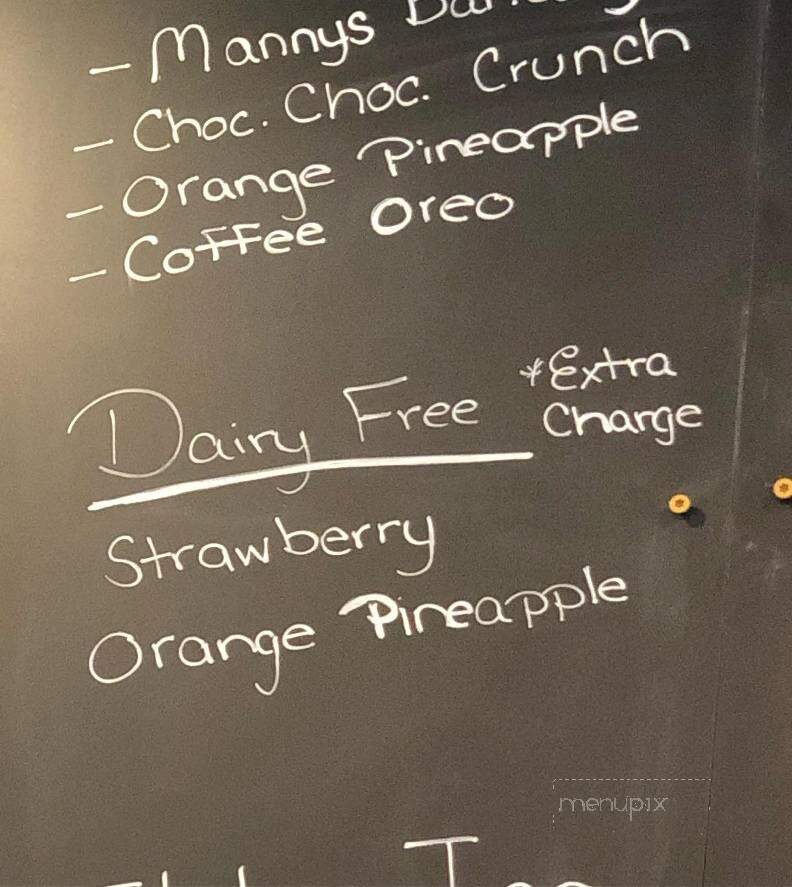 - Mannys
- Choc. Choc. Crunch
- Orange Pineapple
- Coffee Oreo
Dairy Free *Extra
Charge
Strawberry
Orange Pineapple
menupix